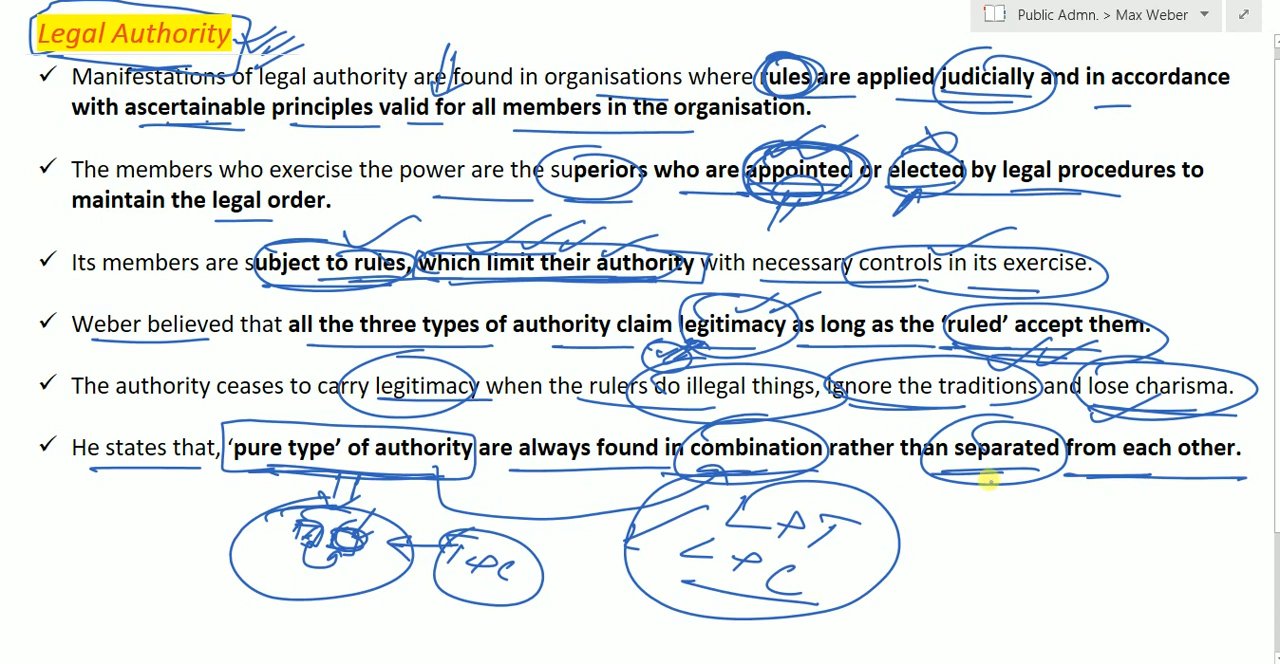 Public Admn. > Max Weber
Legal Authority
✓ Manifestations of legal authority are found in organisations where rules are applied judicially and in accordance
with ascertainable principles valid for all members in the organisation.
✓ The members who exercise the power are the superiors who are appointed or elected by legal procedures to
maintain the legal order.
✓ Its members are subject to rules, which limit their authority with necessary controls in its exercise.
✓ Weber believed that all the three types of authority claim legitimacy as long as the ‘ruled’ accept them.
✓ The authority ceases to carry legitimacy when the rulers do illegal things, ignore the traditions and lose charisma.
✓ He states that, ‘pure type’ of authority are always found in combination rather than separated from each other.